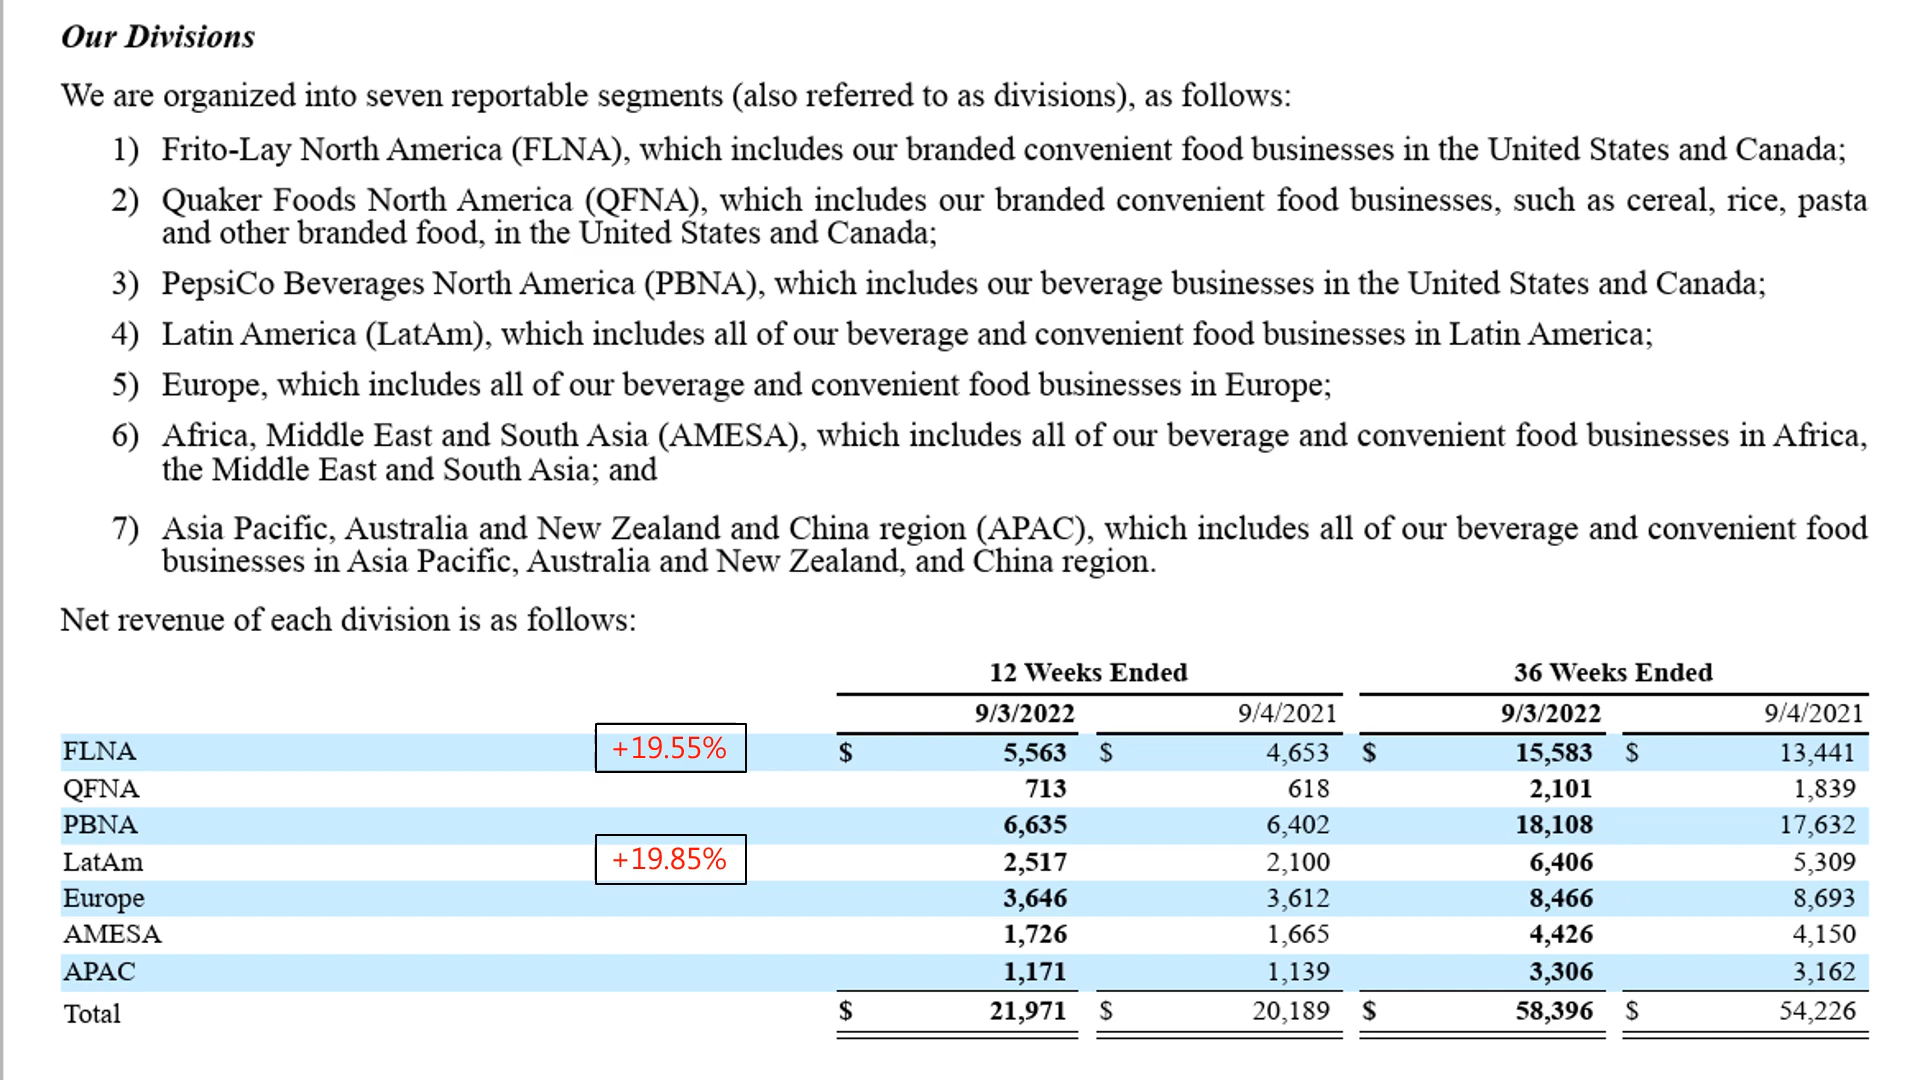 Our Divisions
We are organized into seven reportable segments (also referred to as divisions), as follows:
1) Frito-Lay North America (FLNA), which includes our branded convenient food businesses in the United States and Canada;
2) Quaker Foods North America (QFNA), which includes our branded convenient food businesses, such as cereal, rice, pasta
and other branded food, in the United States and Canada;
3) PepsiCo Beverages North America (PBNA), which includes our beverage businesses in the United States and Canada;
4) Latin America (LatAm), which includes all of our beverage and convenient food businesses in Latin America;
5) Europe, which includes all of our beverage and convenient food businesses in Europe;
6) Africa, Middle East and South Asia (AMESA), which includes all of our beverage and convenient food businesses in Africa,
the Middle East and South Asia; and
7) Asia Pacific, Australia and New Zealand and China region (APAC), which includes all of our beverage and convenient food
businesses in Asia Pacific, Australia and New Zealand, and China region.
Net revenue of each division is as follows:
12 Weeks Ended 36 Weeks Ended
9/3/2022 9/4/2021 9/3/2022 9/4/2021
FLNA +19.55% $ 5,563 $ 4,653 $ 15,583 $ 13,441
QFNA 713 618 2,101 1,839
PBNA 6,635 6,402 18,108 17,632
LatAm +19.85% 2,517 2,100 6,406 5,309
Europe 3,646 3,612 8,466 8,693
AMESA 1,726 1,665 4,426 4,150
APAC 1,171 1,139 3,306 3,162
Total $ 21,971 $ 20,189 $ 58,396 $ 54,226